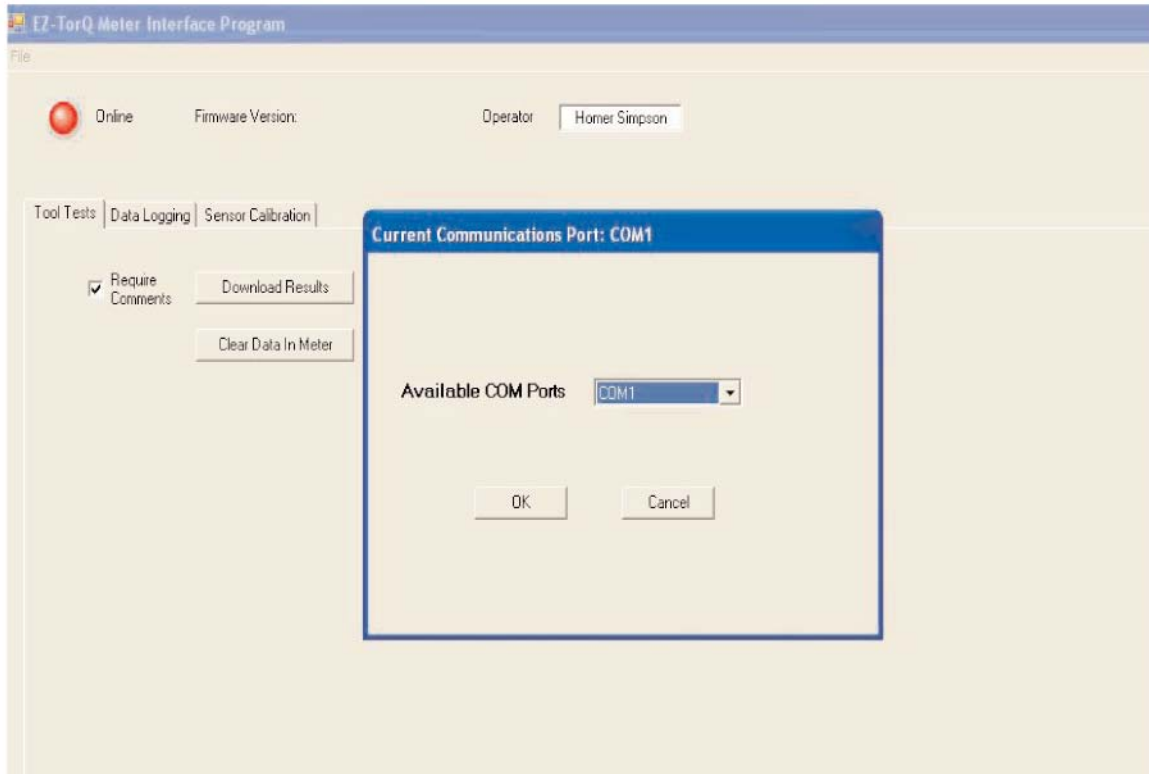 EZ-TorQ Meter Interface Program
File
Online Firmware Version: Operator Homer Simpson
Tool Tests Data Logging Sensor Calibration
Require
Comments
Download Results
Clear Data In Meter
Current Communications Port: COM1
Available COM Ports COM1
OK Cancel